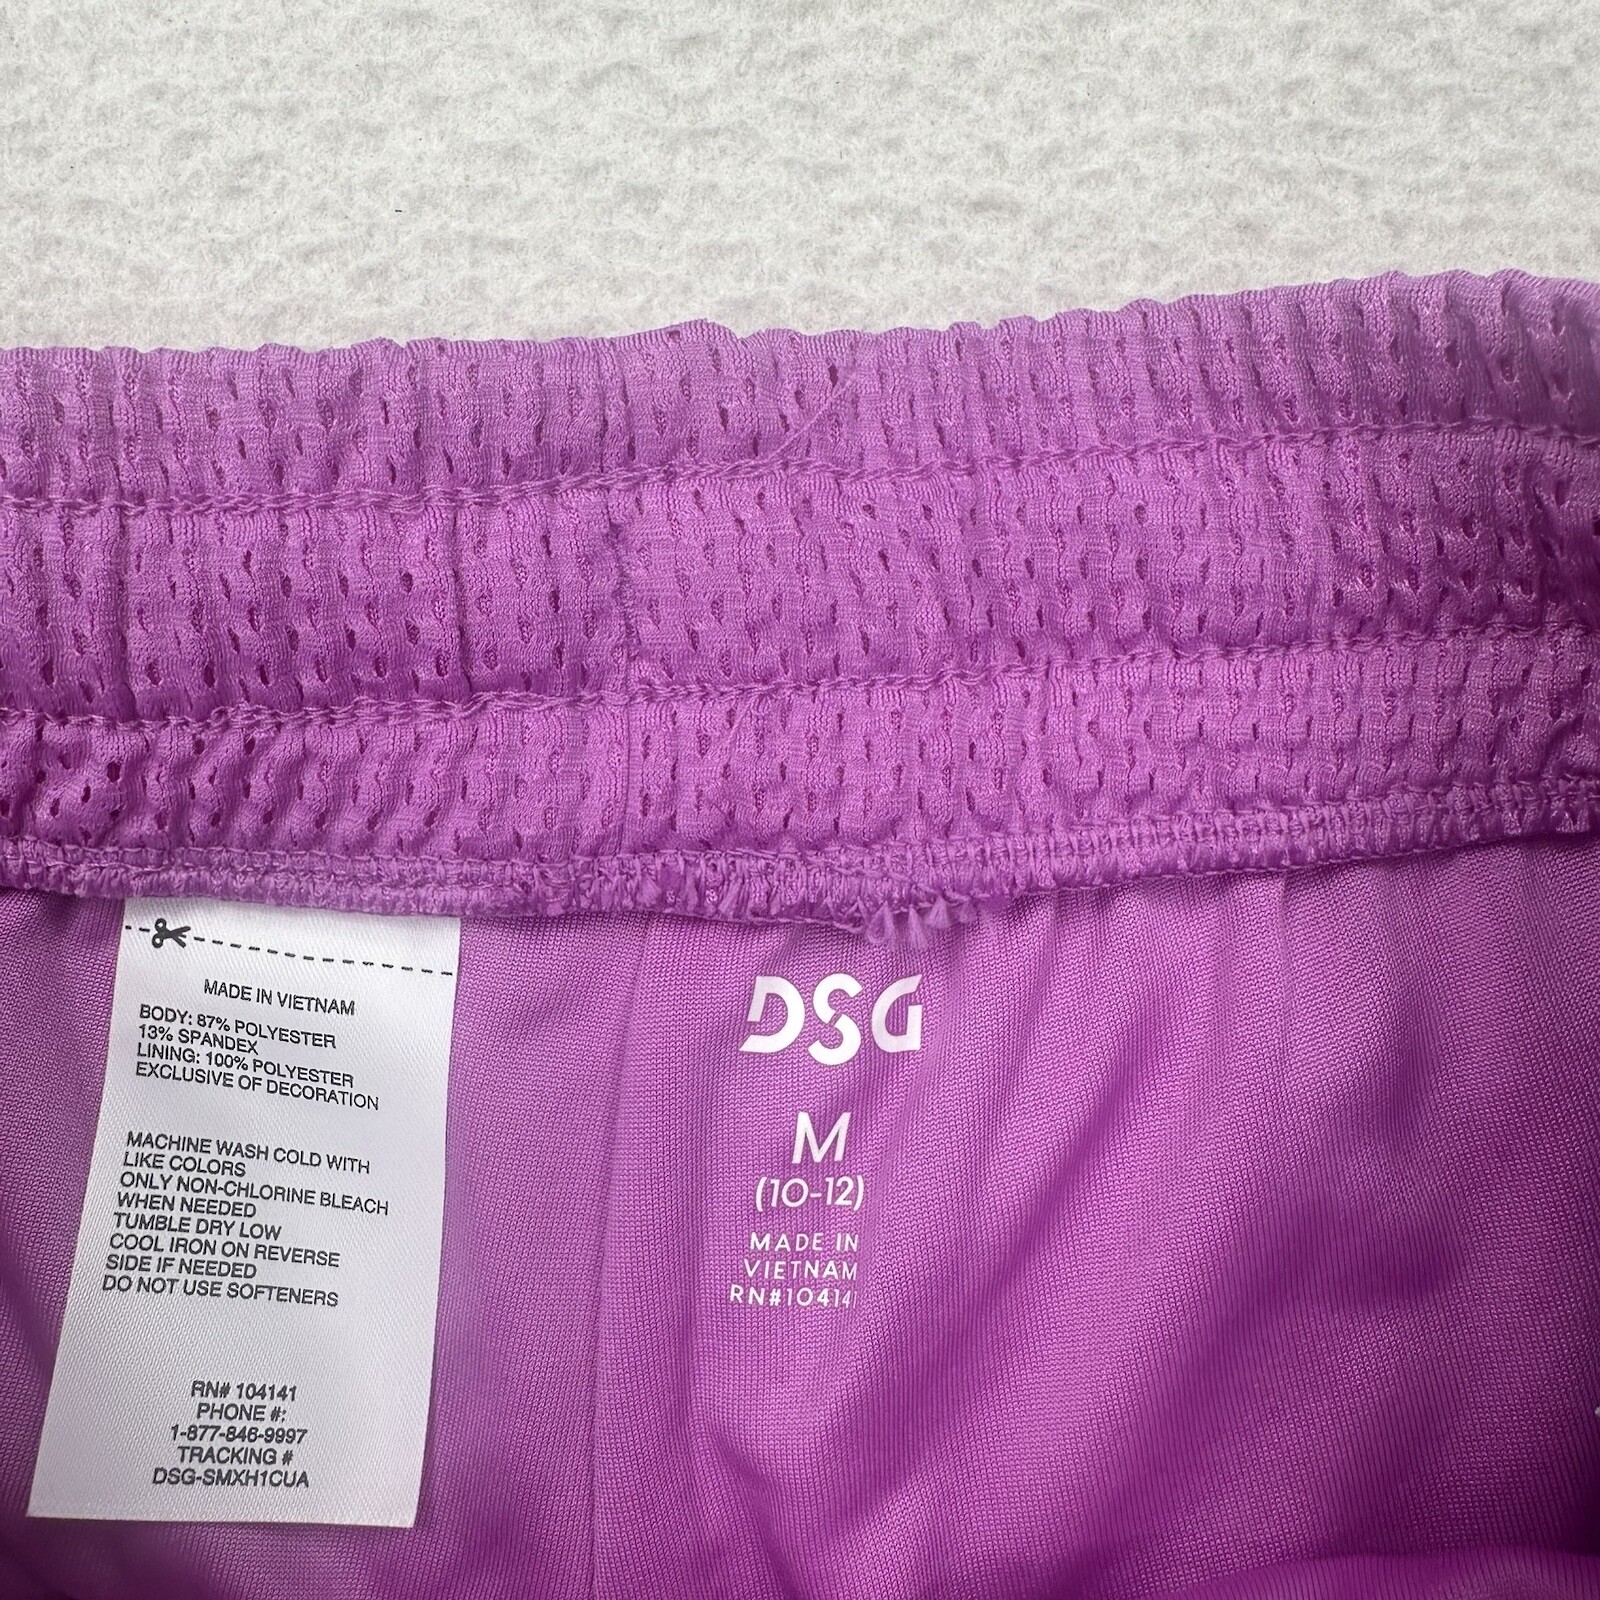 MADE IN VIETNAM
BODY: 87% POLYESTER
13% SPANDEX
LINING: 100% POLYESTER
EXCLUSIVE OF DECORATION
MACHINE WASH COLD WITH
LIKE COLORS
ONLY NON-CHLORINE BLEACH
WHEN NEEDED
TUMBLE DRY LOW
COOL IRON ON REVERSE
SIDE IF NEEDED
DO NOT USE SOFTENERS
RN# 104141
PHONE #:
1-877-846-9997
TRACKING #
DSG-SMXH1CUA
DSG
M
(10-12)
MADE IN
VIETNAM
RN#104141